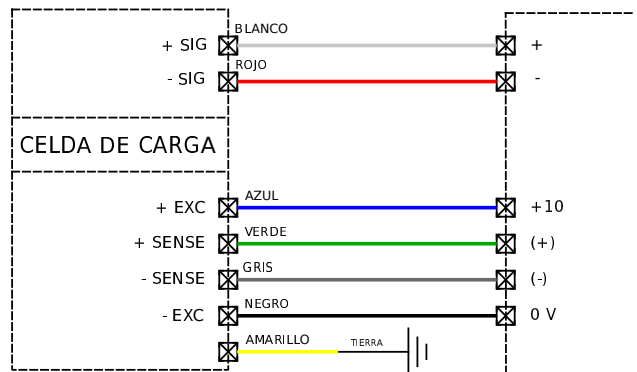 BLANCO
+ SIG +
ROJO
- SIG -
CELDA DE CARGA
AZUL
+ EXC +10
VERDE
+ SENSE (+)
GRIS
- SENSE (-)
NEGRO
- EXC 0 V
AMARILLO TIERRA